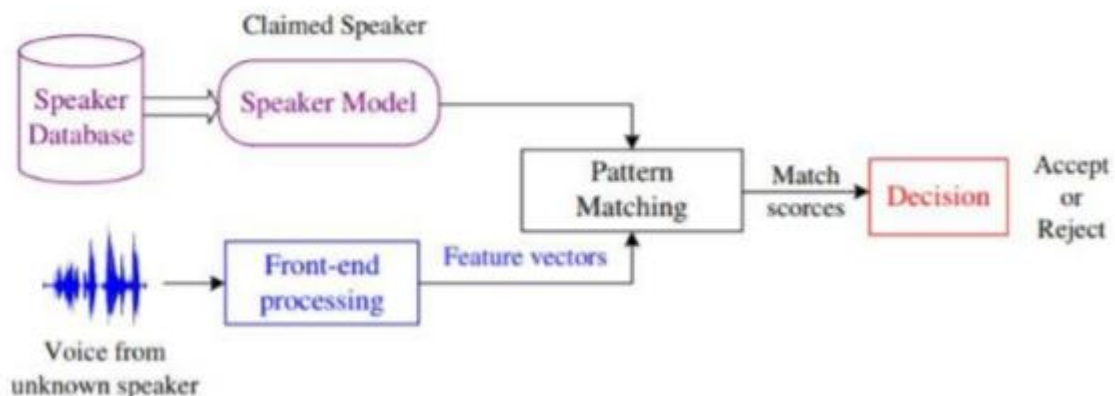 Claimed Speaker
Speaker
Database
Speaker Model
Pattern
Matching
Match
scorces
Decision
Accept
or
Reject
Front-end
processing
Feature vectors
Voice from
unknown speaker